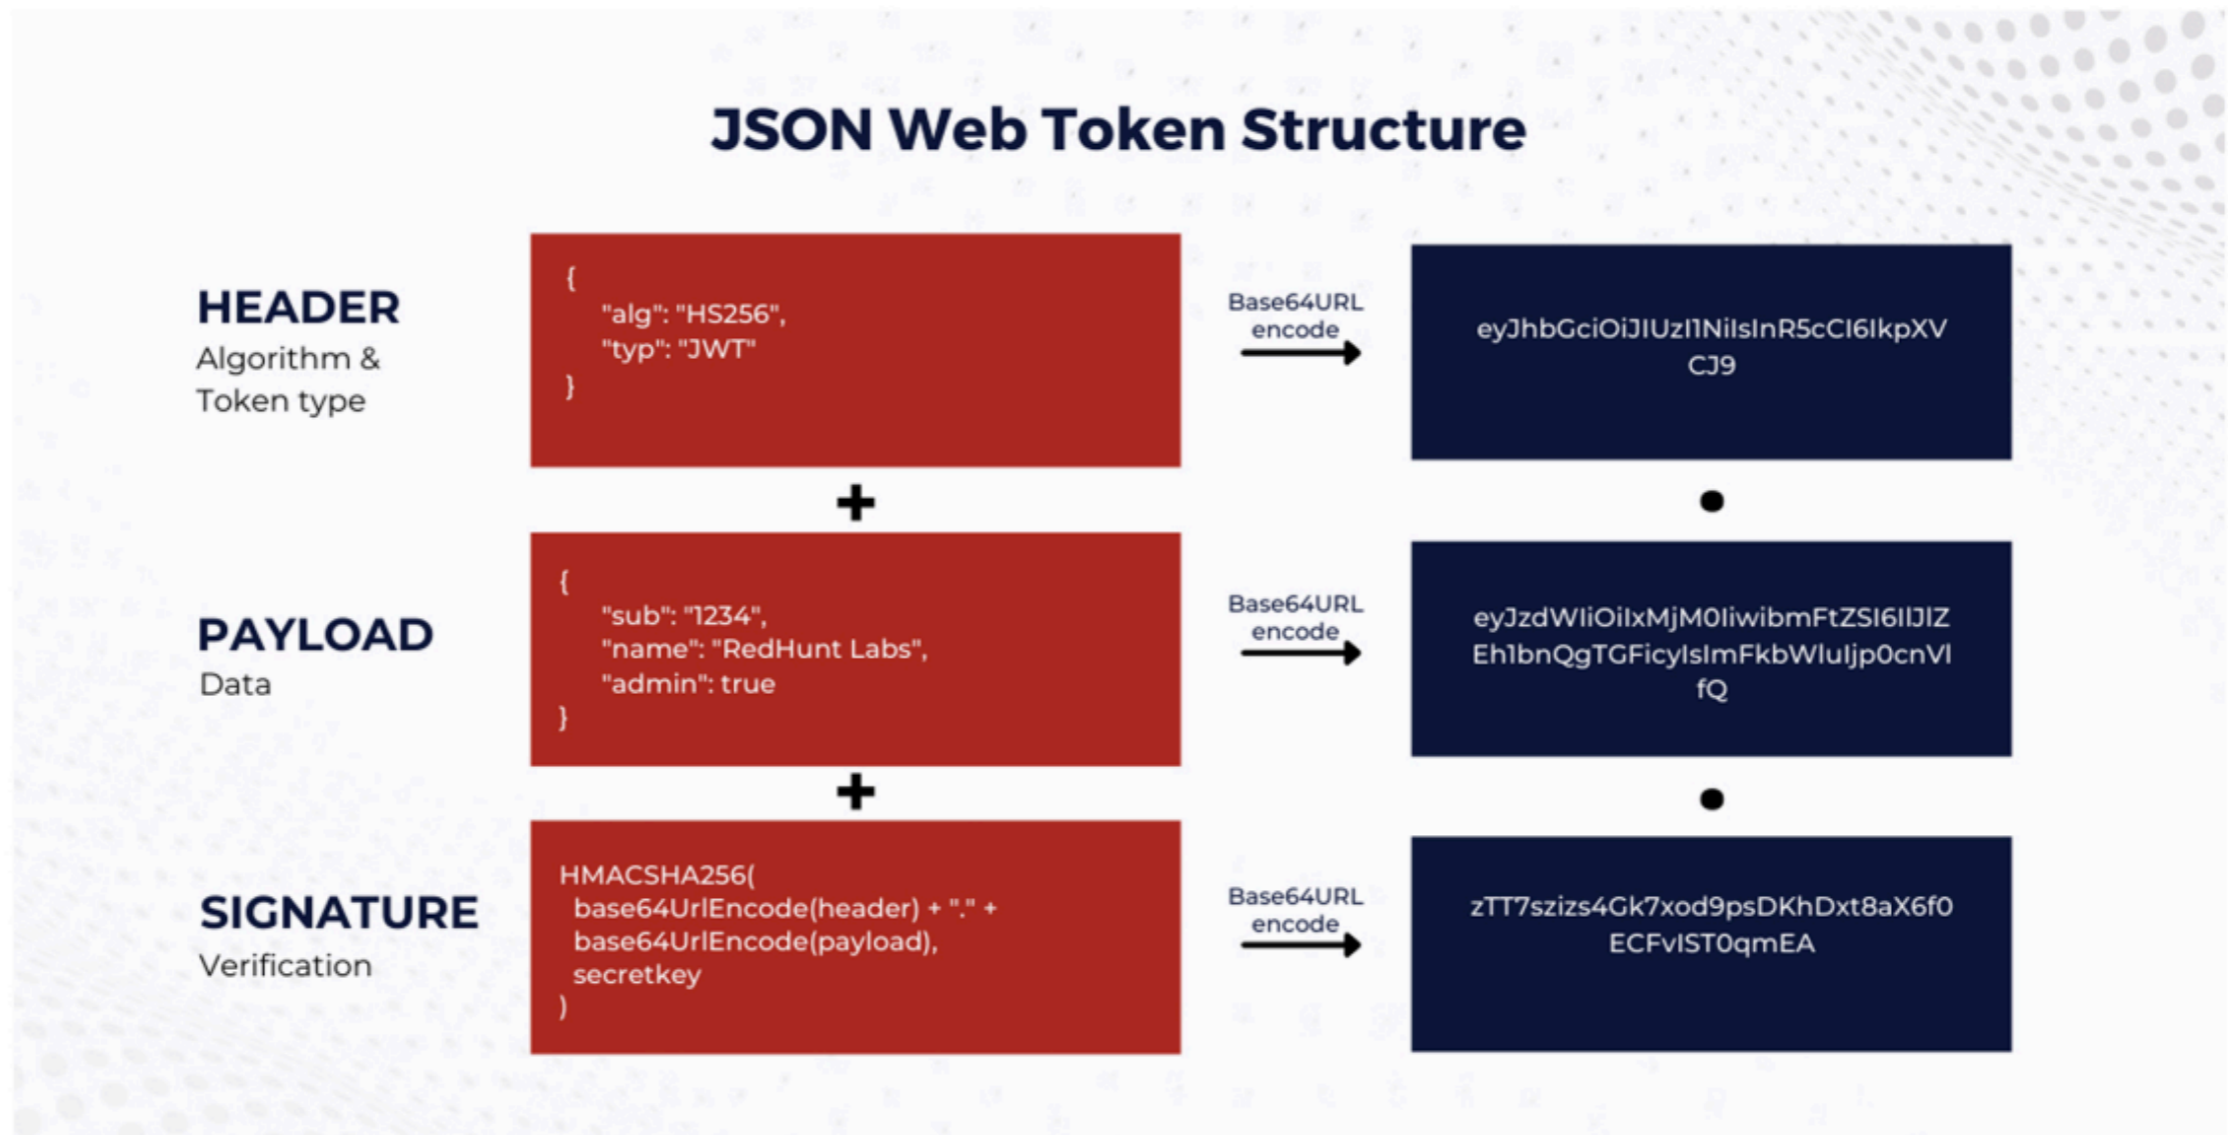 JSON Web Token Structure
HEADER
Algorithm &
Token type
{
"alg": "HS256",
"typ": "JWT"
}
Base64URL
encode
eyJhbGciOiJIUzI1NiIsInR5cCI6IkpXV
CJ9
+
•
PAYLOAD
Data
{
"sub": "1234",
"name": "RedHunt Labs",
"admin": true
}
Base64URL
encode
eyJzdWIiOiIxMjM0IiwibmFtZSI6IlJlZ
Eh1bnQgTGFicyIsImFkbWluIjp0cnVl
fQ
+
•
SIGNATURE
Verification
HMACSHA256(
base64UrlEncode(header) + "." +
base64UrlEncode(payload),
secretkey
)
Base64URL
encode
zTT7szizs4Gk7xod9psDKhDxt8aX6f0
ECFvIST0qmEA